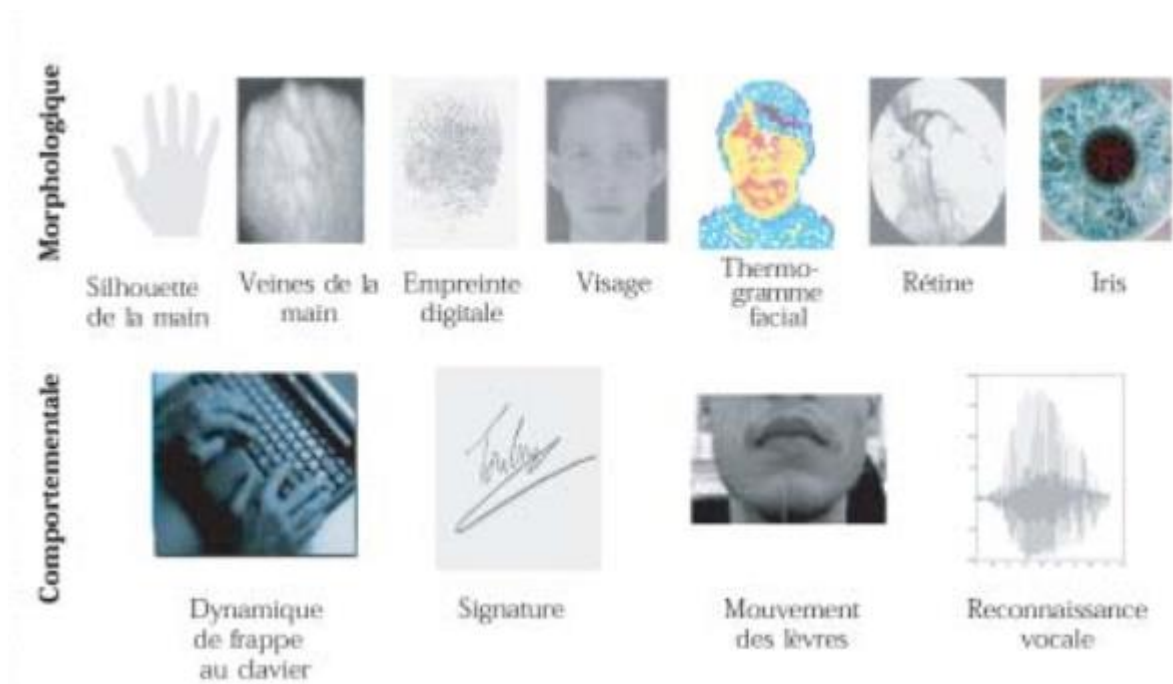 Morphologique
Silhouette
de la main
Veines de la
main
Empreinte
digitale
Visage
Thermo-
gramme
facial
Rétine
Iris
Comportementale
Dynamique
de frappe
au clavier
Signature
Mouvement
des lèvres
Reconnaissance
vocale